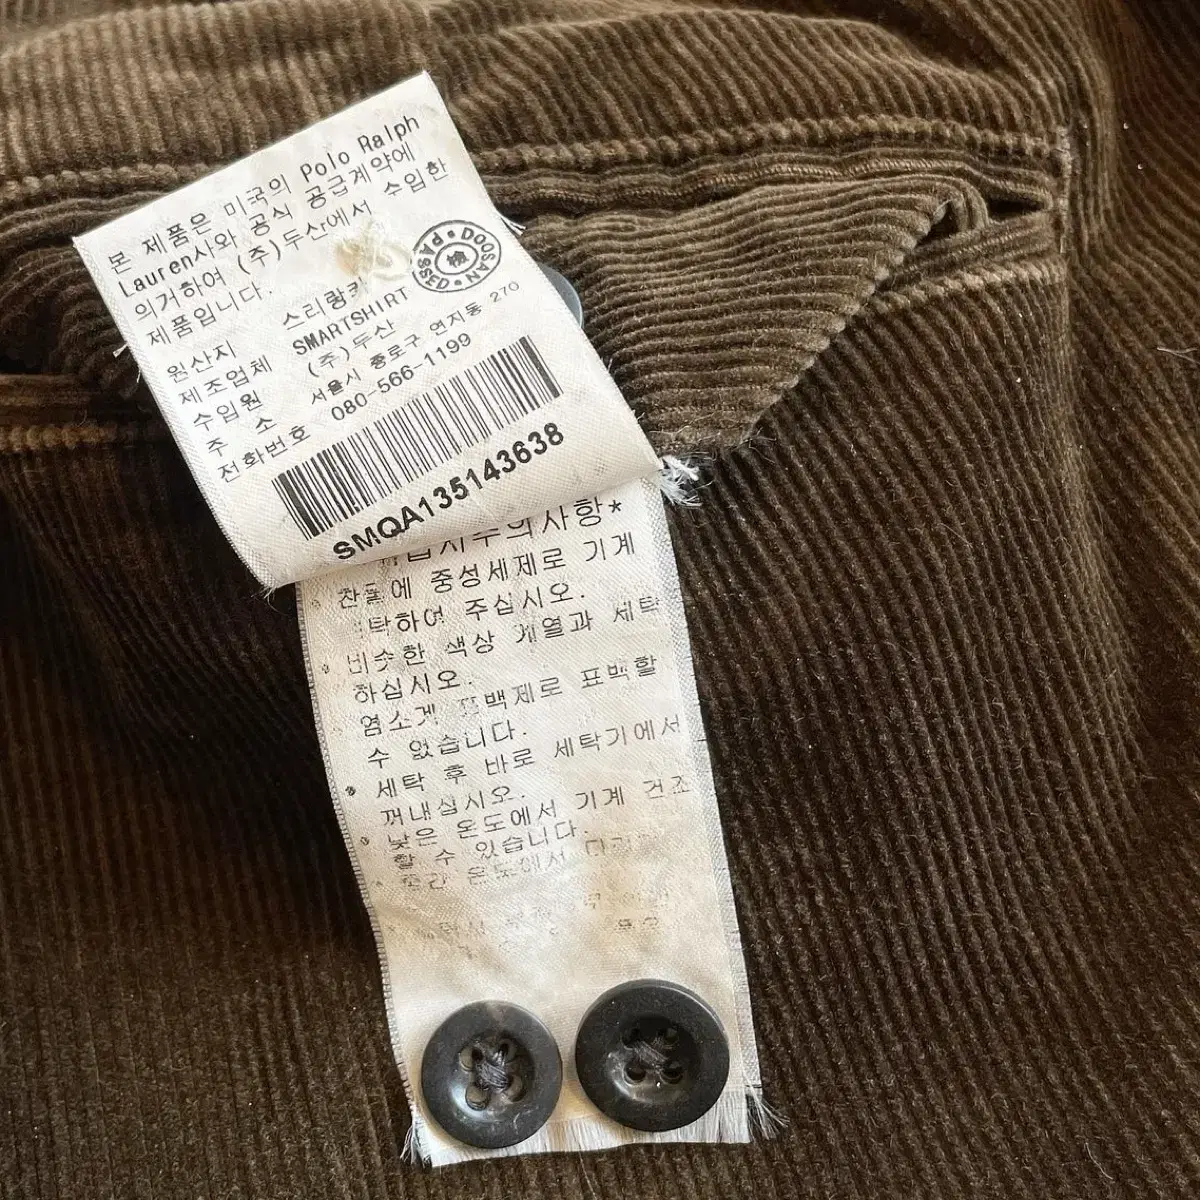 본 제품은 미국의 Polo Ralph
Lauren사와 공식 공급계약에
의거하여 (주)두산에서 수입한
제품입니다.
원산지 스리랑카
제조업체 SMARTSHIRT
수입원 (주)두산
주 소 서울시 종로구 연지동 270
전화번호 080-566-1199
DOOSAN
PASSED
檢
SMQA135143638
찬물에 중성세제로 기계
세탁하여 주십시오.
비슷한 색상 계열과 세탁
하십시오.
염소계 표백제로 표백할
수 없습니다.
세탁 후 바로 세탁기에서
꺼내십시오.
낮은 온도에서 기계 건조
할 수 있습니다.
중간 온도에서